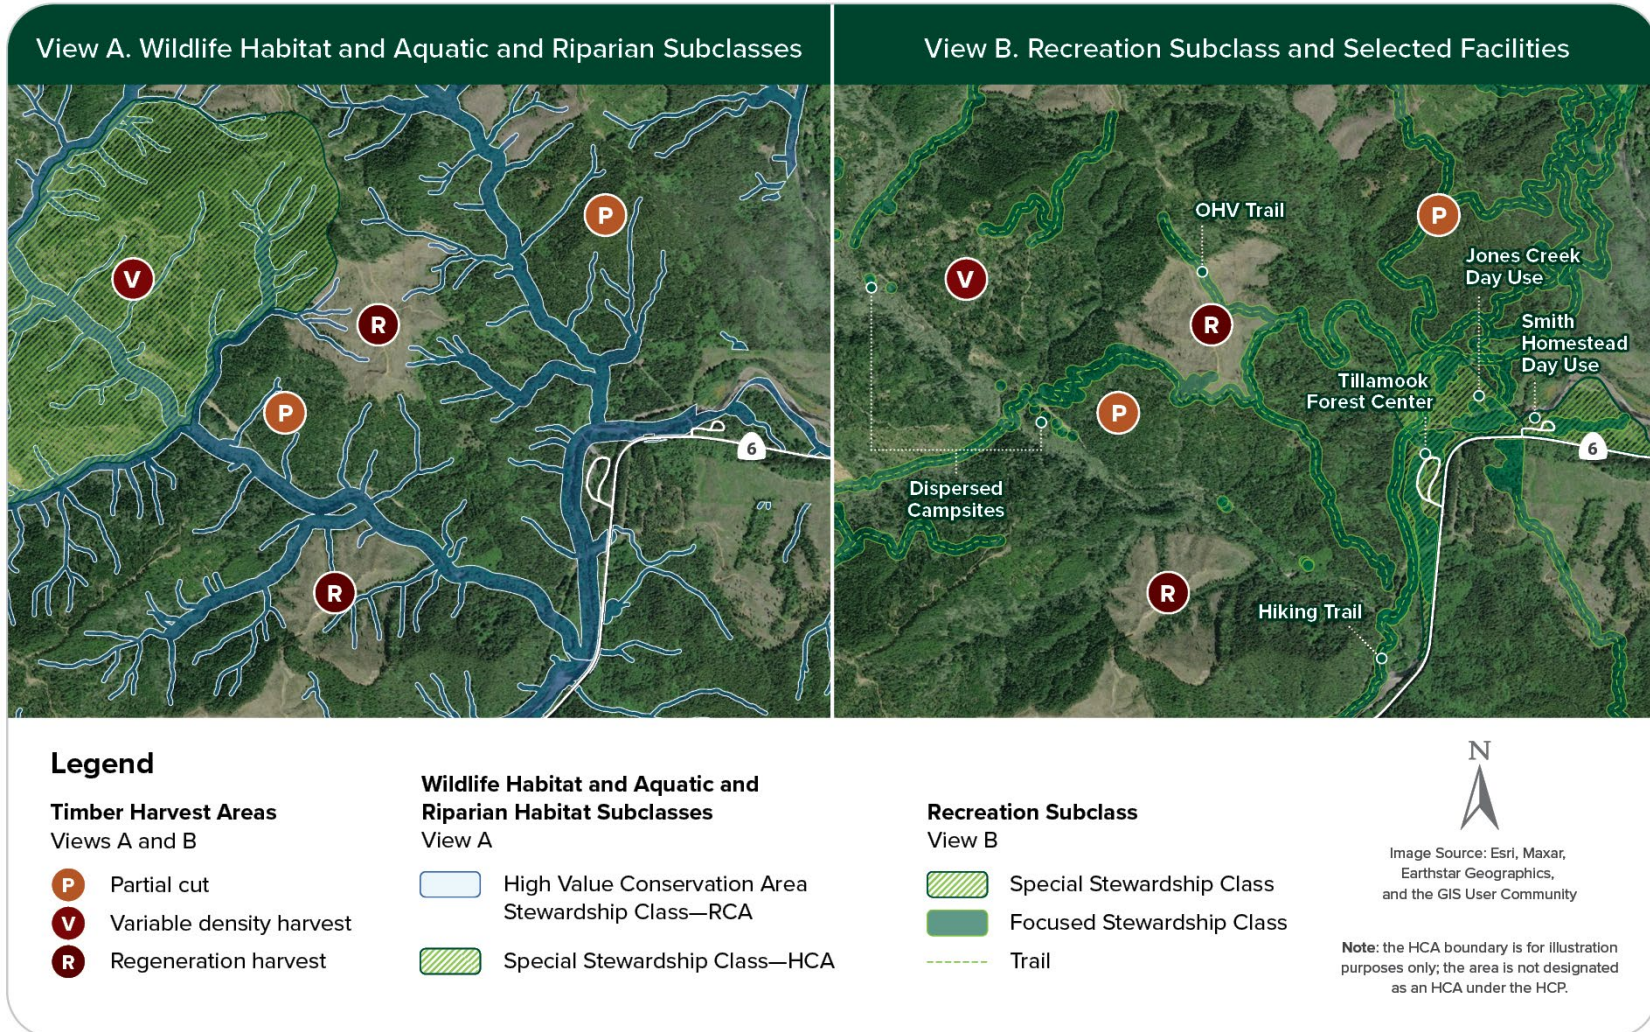 View A. Wildlife Habitat and Aquatic and Riparian Subclasses
View B. Recreation Subclass and Selected Facilities
P
V
R
P
6
R
OHV Trail
P
Jones Creek
Day Use
V
R
Smith
Homestead
Day Use
Tillamook
Forest Center
P
6
Dispersed
Campsites
R
Hiking Trail
Legend
Timber Harvest Areas
Views A and B
P Partial cut
V Variable density harvest
R Regeneration harvest
Wildlife Habitat and Aquatic and
Riparian Habitat Subclasses
View A
High Value Conservation Area
Stewardship Class—RCA
Special Stewardship Class—HCA
Recreation Subclass
View B
Special Stewardship Class
Focused Stewardship Class
Trail
N
Image Source: Esri, Maxar,
Earthstar Geographics,
and the GIS User Community
Note: the HCA boundary is for illustration
purposes only; the area is not designated
as an HCA under the HCP.